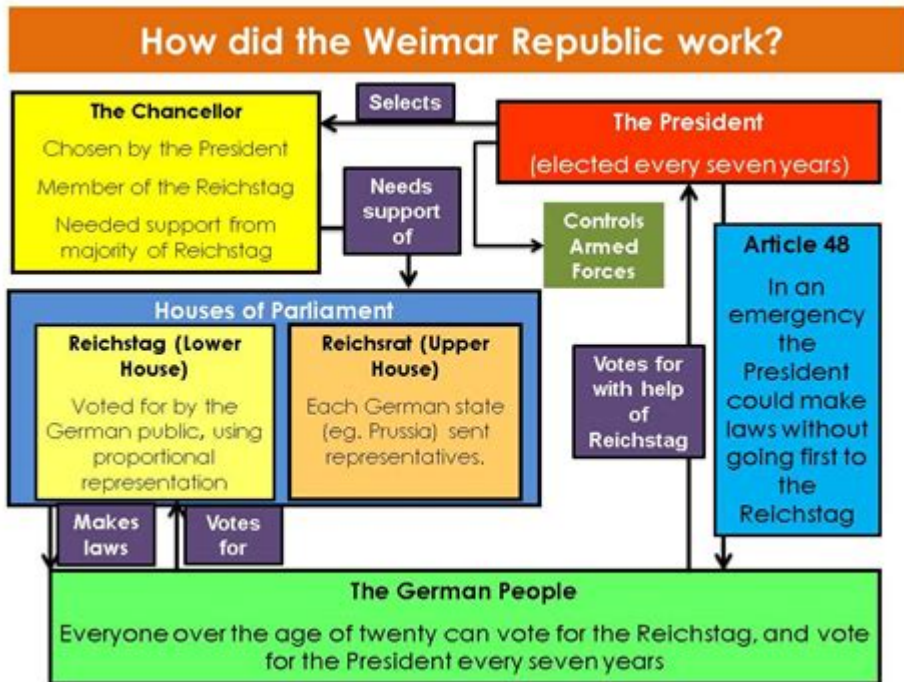 How did the Weimar Republic work?
The Chancellor
Chosen by the President
Member of the Reichstag
Needed support from
majority of Reichstag
Selects
The President
(elected every seven years)
Needs
support
of
Controls
Armed
Forces
Article 48
In an
emergency
the
President
could make
laws without
going first to
the
Reichstag
Houses of Parliament
Reichstag (Lower
House)
Voted for by the
German public, using
proportional
representation
Reichsrat (Upper
House)
Each German state
(eg. Prussia) sent
representatives.
Votes for
with help
of
Reichstag
Makes
laws
Votes
for
The German People
Everyone over the age of twenty can vote for the Reichstag, and vote
for the President every seven years